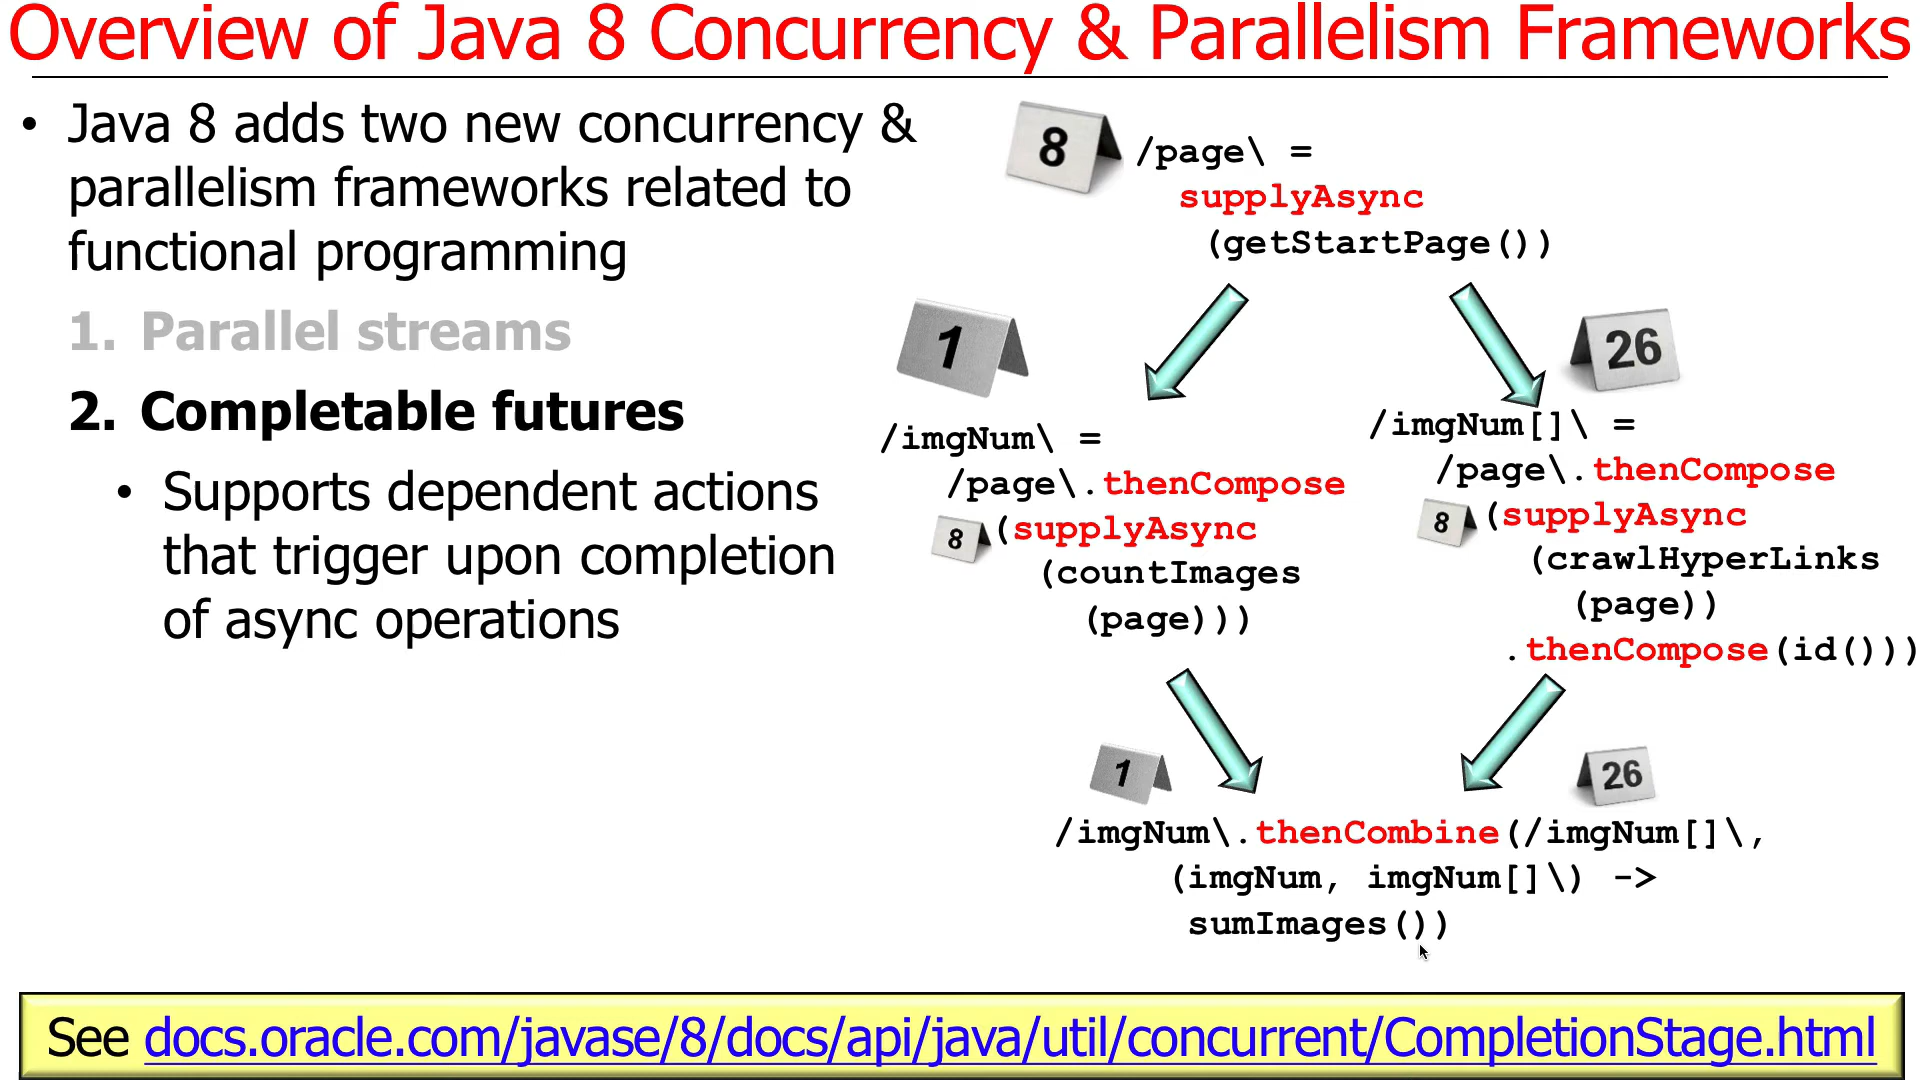 Overview of Java 8 Concurrency & Parallelism Frameworks
• Java 8 adds two new concurrency &
parallelism frameworks related to
functional programming
1. Parallel streams
2. Completable futures
• Supports dependent actions
that trigger upon completion
of async operations
8
/page\ =
supplyAsync
(getStartPage())
1
/imgNum\ =
/page\.thenCompose
8
(supplyAsync
(countImages
(page)))
26
/imgNum[]\ =
/page\.thenCompose
8
(supplyAsync
(crawlHyperLinks
(page))
.thenCompose(id()))
1
26
/imgNum\.thenCombine(/imgNum[]\,
(imgNum, imgNum[]\) ->
sumImages())
See docs.oracle.com/javase/8/docs/api/java/util/concurrent/CompletionStage.html